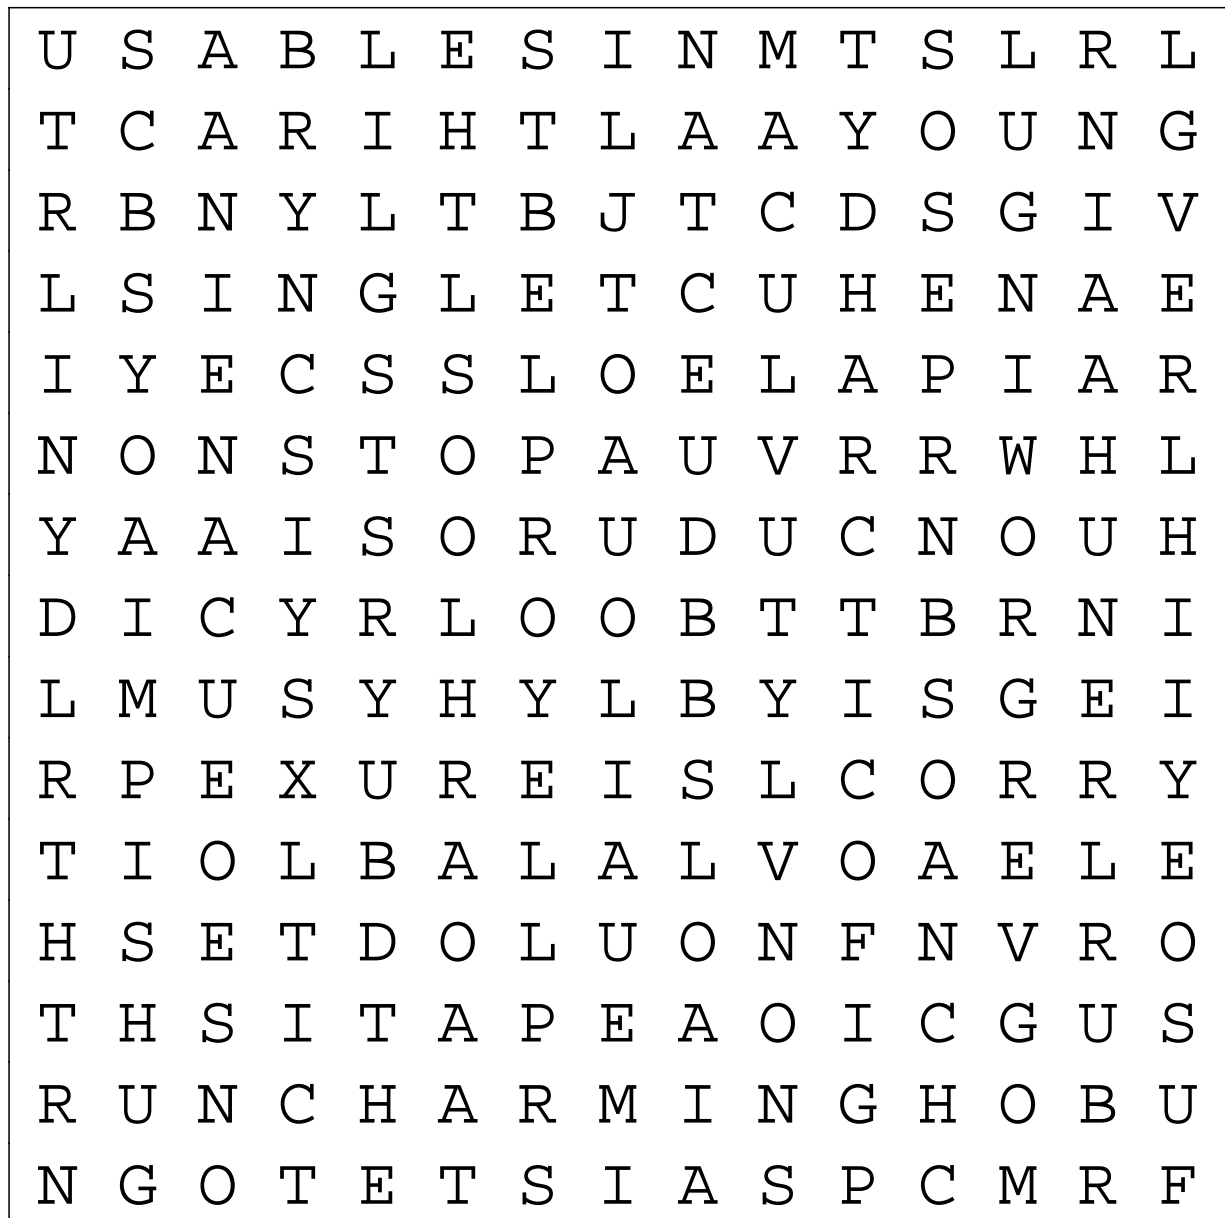 U S A B L E S I N M T S L R L
T C A R I H T L A A Y O U N G
R B N Y L T B J T C D S G I V
L S I N G L E T C U H E N A E
I Y E C S S L O E L A P I A R
N O N S T O P A U V R R W H L
Y A A I S O R U D U C N O U H
D I C Y R L O O B T T B R N I
L M U S Y H Y L B Y I S G E I
R P E X U R E I S L C O R R Y
T I O L B A L A L V O A E L E
H S E T D O L U O N F N V R O
T H S I T A P E A O I C G U S
R U N C H A R M I N G H O B U
N G O T E T S I A S P C M R F